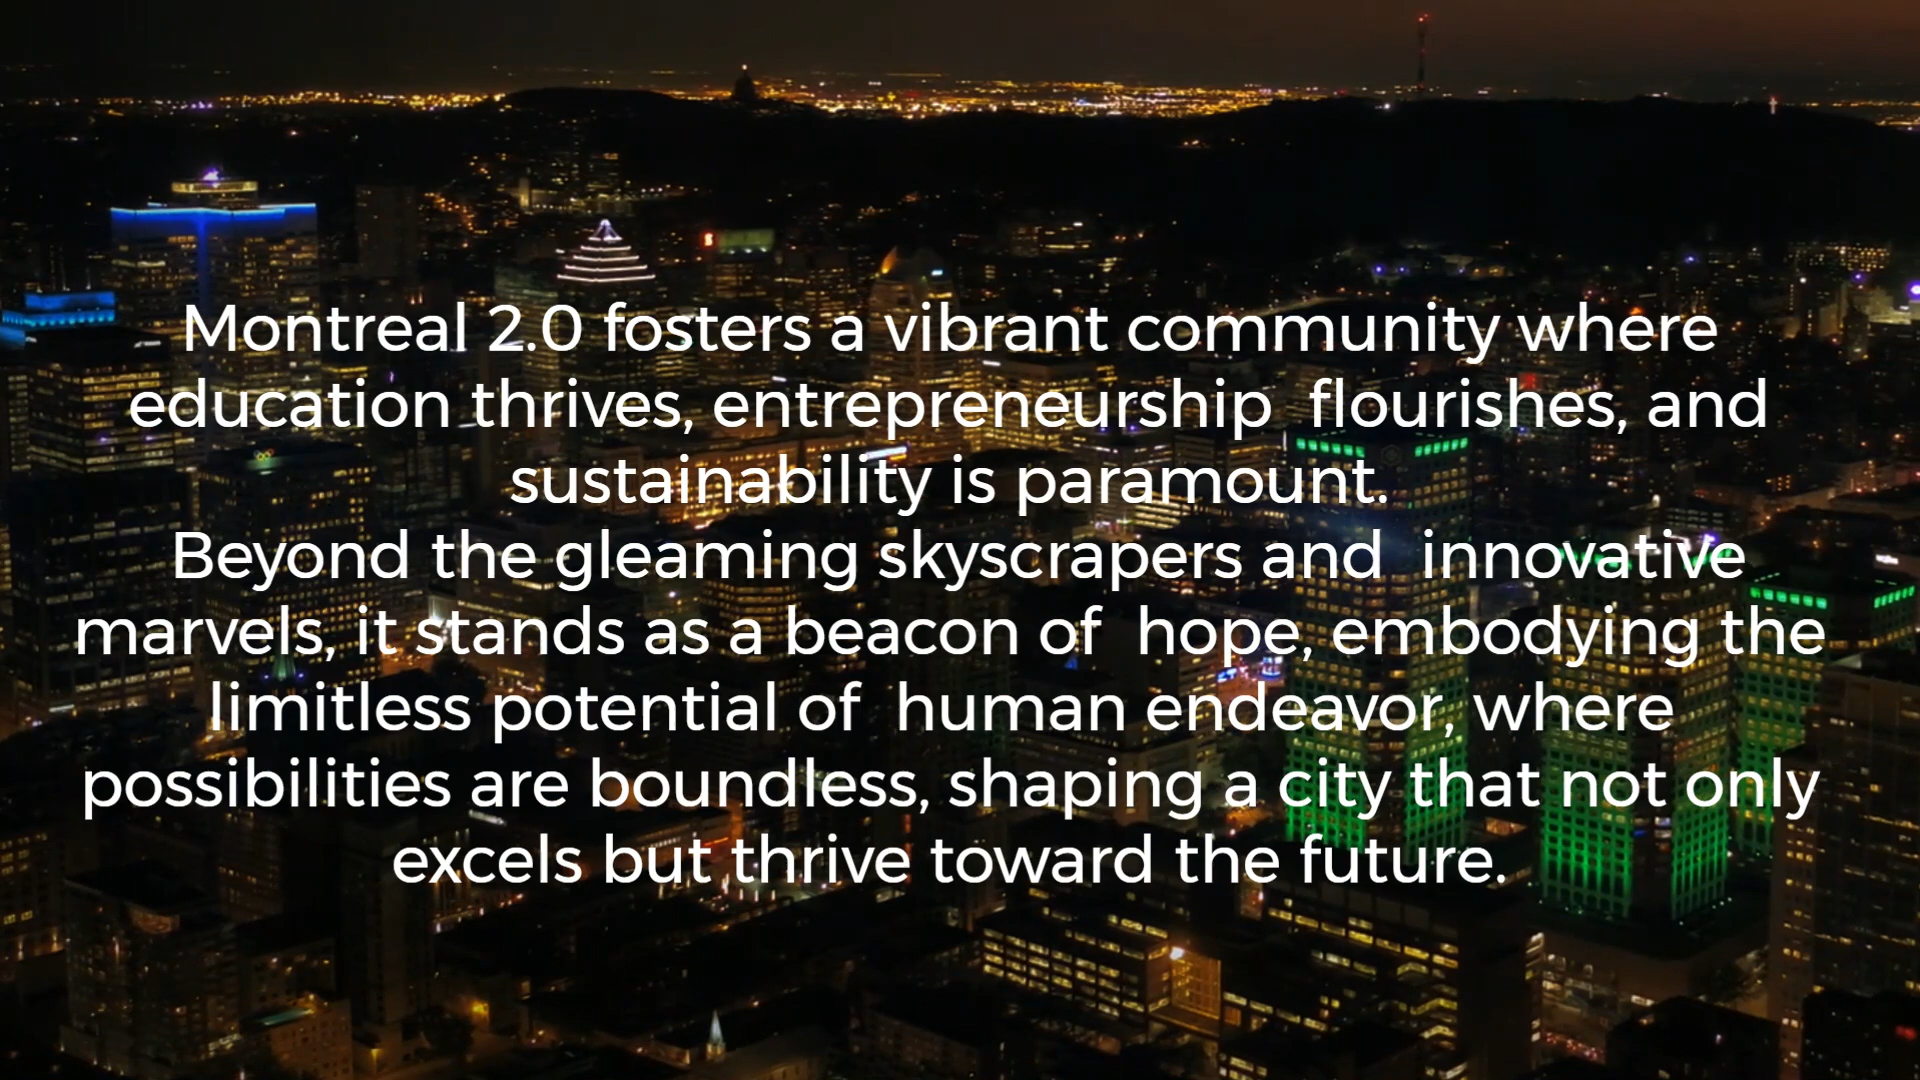 Montreal 2.0 fosters a vibrant community where
education thrives, entrepreneurship  flourishes, and
sustainability is paramount.
Beyond the gleaming skyscrapers and  innovative
marvels, it stands as a beacon of  hope, embodying the
limitless potential of  human endeavor, where
possibilities are boundless, shaping a city that not only
excels but thrive toward the future.